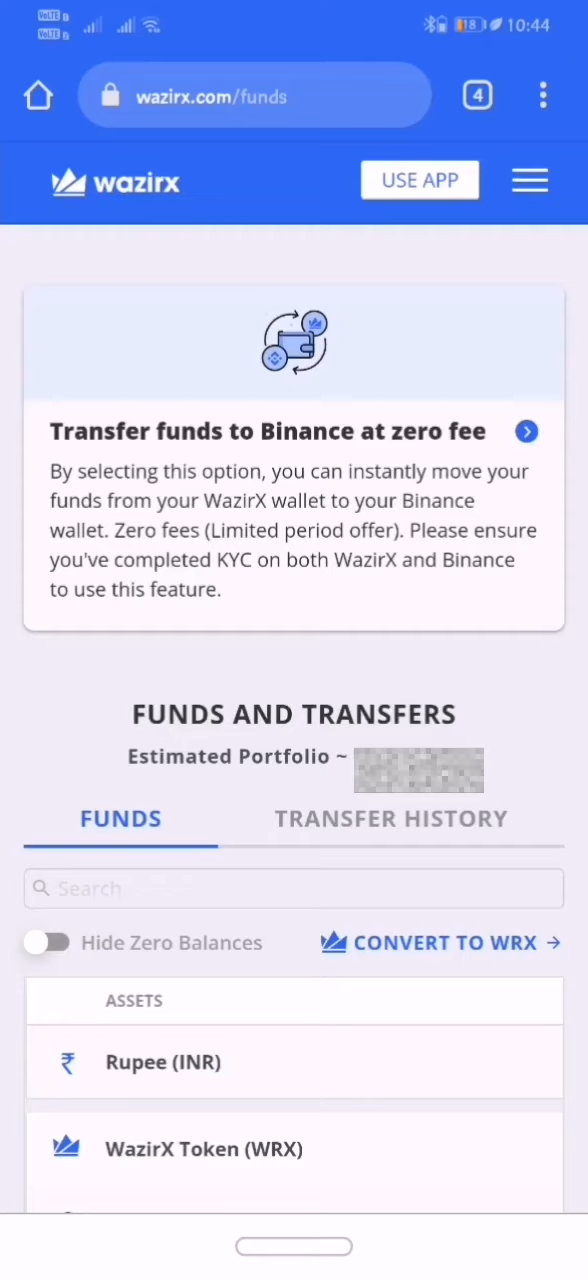 VoLTE
VoLTE
18
10:44
wazirx.com/funds
4
wazirx
USE APP
Transfer funds to Binance at zero fee
By selecting this option, you can instantly move your
funds from your WazirX wallet to your Binance
wallet. Zero fees (Limited period offer). Please ensure
you've completed KYC on both WazirX and Binance
to use this feature.
FUNDS AND TRANSFERS
Estimated Portfolio ~
FUNDS
TRANSFER HISTORY
Search
Hide Zero Balances
CONVERT TO WRX →
ASSETS
₹ Rupee (INR)
WazirX Token (WRX)